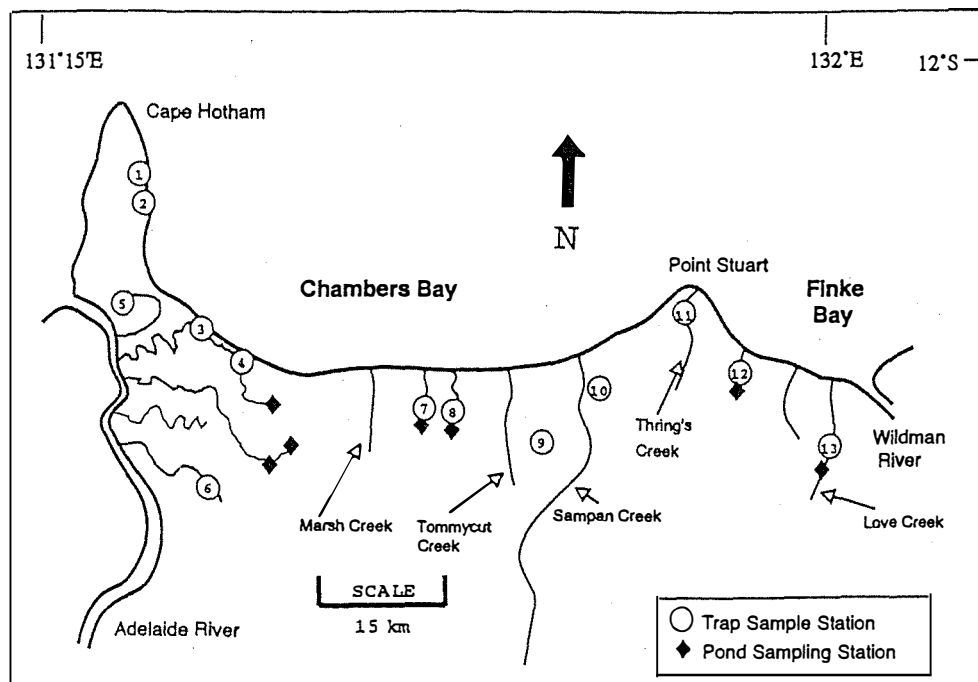 131°15'E
132°E
12°S
Cape Hotham
1
2
N
Point Stuart
Chambers Bay
Finke
Bay
5
3
4
11
12
10
7
8
9
Thring's
Creek
13
Wildman
River
6
Marsh Creek
Tommycut
Creek
Sampan Creek
Love Creek
SCALE
15 km
Adelaide River
Trap Sample Station
Pond Sampling Station